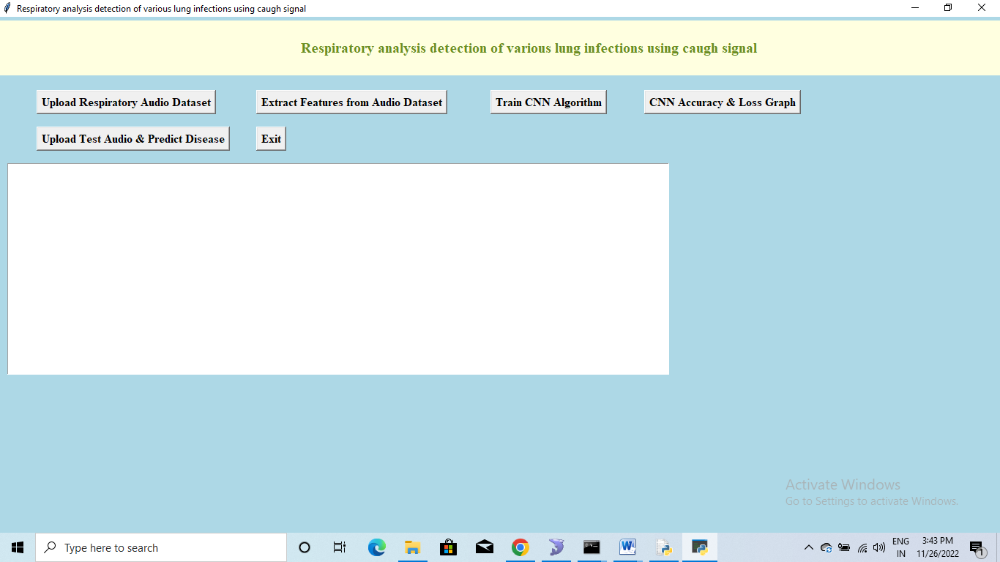 Respiratory analysis detection of various lung infections using caugh signal
Respiratory analysis detection of various lung infections using caugh signal
Upload Respiratory Audio Dataset
Extract Features from Audio Dataset
Train CNN Algorithm
CNN Accuracy & Loss Graph
Upload Test Audio & Predict Disease
Exit
Activate Windows
Go to Settings to activate Windows.
Type here to search
ENG
IN
3:43 PM
11/26/2022
1